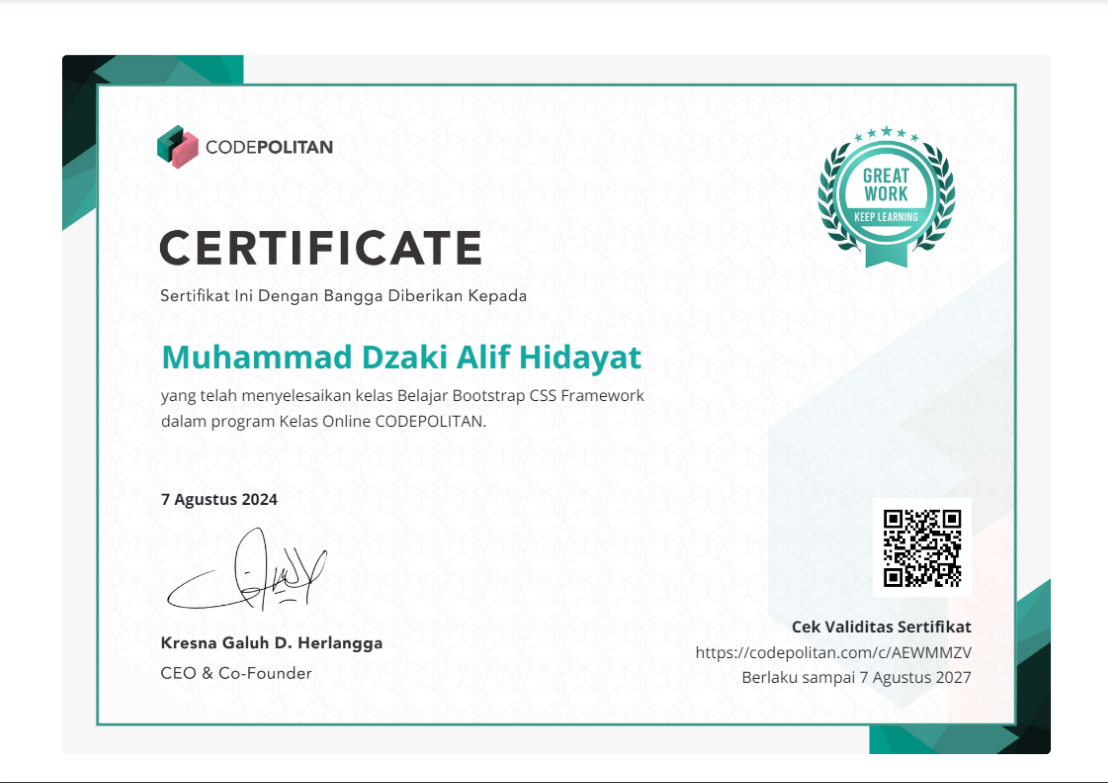 CODEPOLITAN
GREAT
WORK
KEEP LEARNING
CERTIFICATE
Sertifikat Ini Dengan Bangga Diberikan Kepada
Muhammad Dzaki Alif Hidayat
yang telah menyelesaikan kelas Belajar Bootstrap CSS Framework
dalam program Kelas Online CODEPOLITAN.
7 Agustus 2024
Kresna Galuh D. Herlangga
CEO & Co-Founder
Cek Validitas Sertifikat
https://codepolitan.com/c/AEWMMZV
Berlaku sampai 7 Agustus 2027